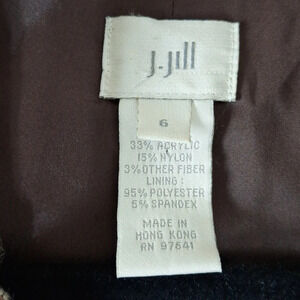 J.Jill
6
33% ACRYLIC
15% NYLON
3% OTHER FIBER
LINING :
95% POLYESTER
5% SPANDEX
MADE IN
HONG KONG
RN 97641